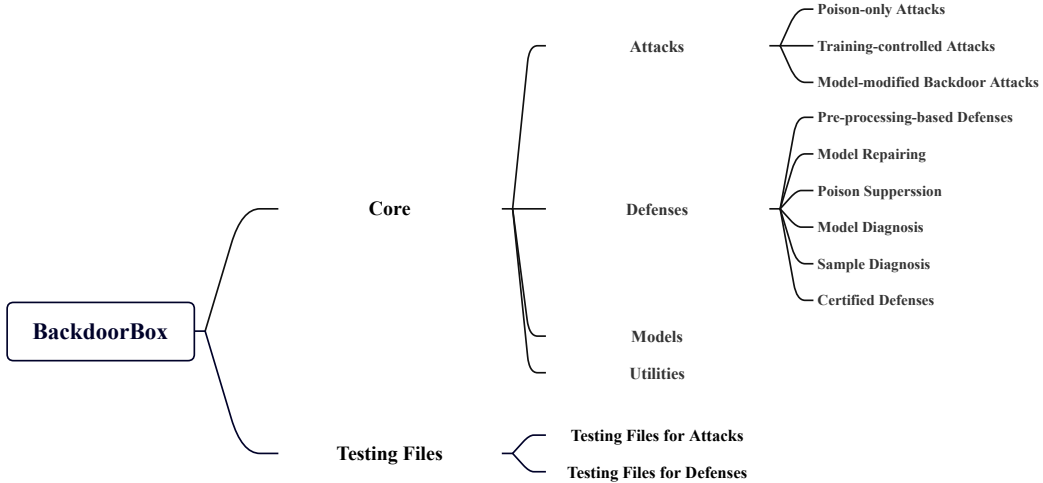 BackdoorBox
Core
Attacks
Poison-only Attacks
Training-controlled Attacks
Model-modified Backdoor Attacks
Defenses
Pre-processing-based Defenses
Model Repairing
Poison Supperssion
Model Diagnosis
Sample Diagnosis
Certified Defenses
Models
Utilities
Testing Files
Testing Files for Attacks
Testing Files for Defenses